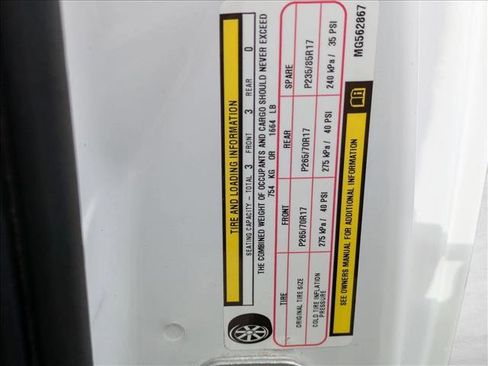 TIRE AND LOADING INFORMATION
SEATING CAPACITY - TOTAL 3 FRONT 3 REAR 0
THE COMBINED WEIGHT OF OCCUPANTS AND CARGO SHOULD NEVER EXCEED
754 KG OR 1664 LB
TIRE FRONT REAR SPARE
ORIGINAL TIRE SIZE P265/70R17 P265/70R17 P235/85R17
COLD TIRE INFLATION PRESSURE 275 kPa / 40 PSI 275 kPa / 40 PSI 240 kPa / 35 PSI
SEE OWNERS MANUAL FOR ADDITIONAL INFORMATION
MG562867